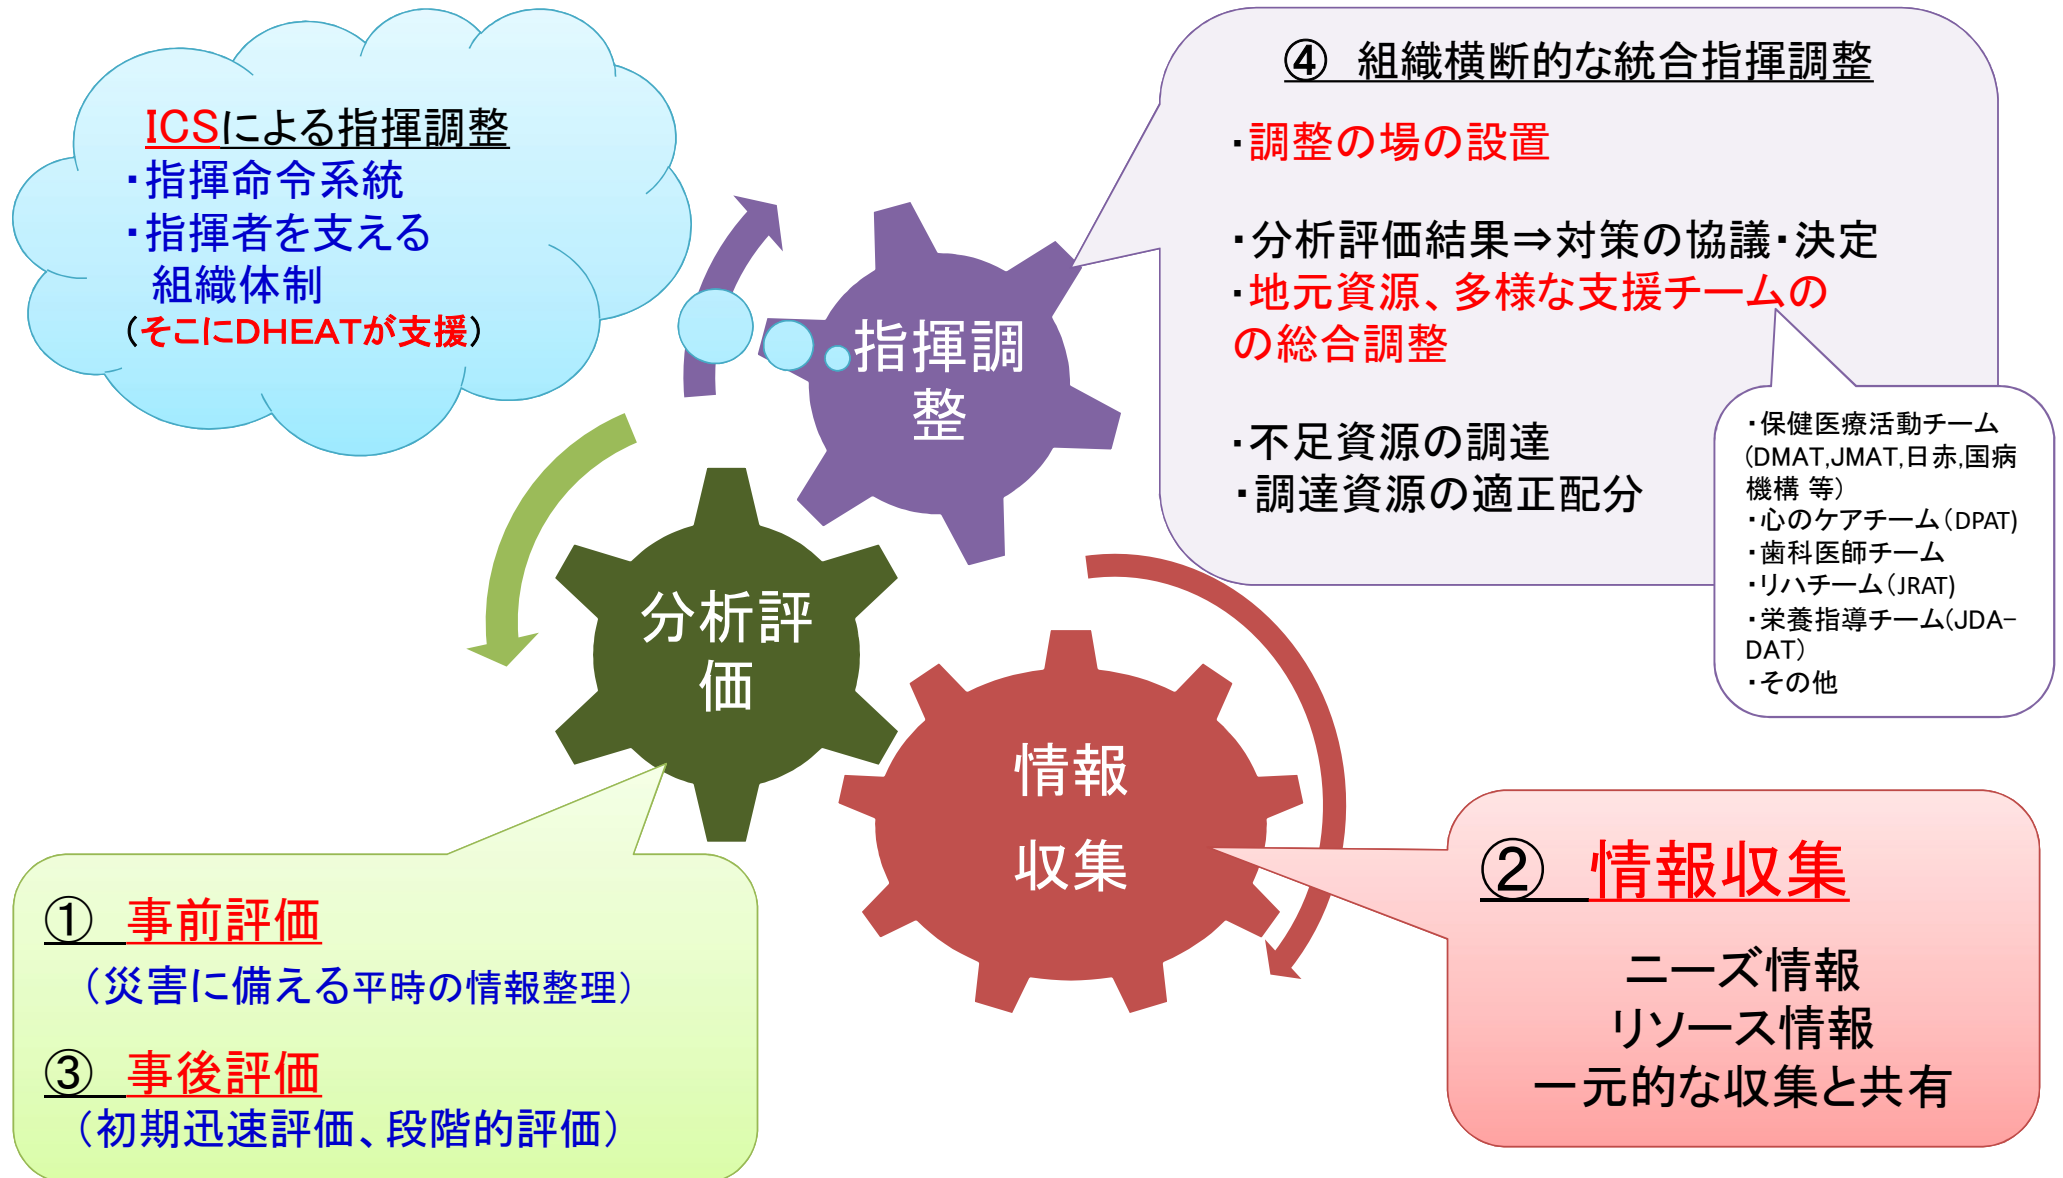 ICSによる指揮調整
・指揮命令系統
・指揮者を支える
組織体制
(そこにDHEATが支援)
④　組織横断的な統合指揮調整
・調整の場の設置
・分析評価結果⇒対策の協議・決定
・地元資源、多様な支援チームの
の総合調整
・不足資源の調達
・調達資源の適正配分
・保健医療活動チーム
(DMAT,JMAT,日赤,国病
機構 等)
・心のケアチーム(DPAT)
・歯科医師チーム
・リハチーム(JRAT)
・栄養指導チーム(JDA-
DAT)
・その他
指揮調
整
分析評
価
情報
収集
①　事前評価
(災害に備える平時の情報整理)
③　事後評価
(初期迅速評価、段階的評価)
②　情報収集
ニーズ情報
リソース情報
一元的な収集と共有